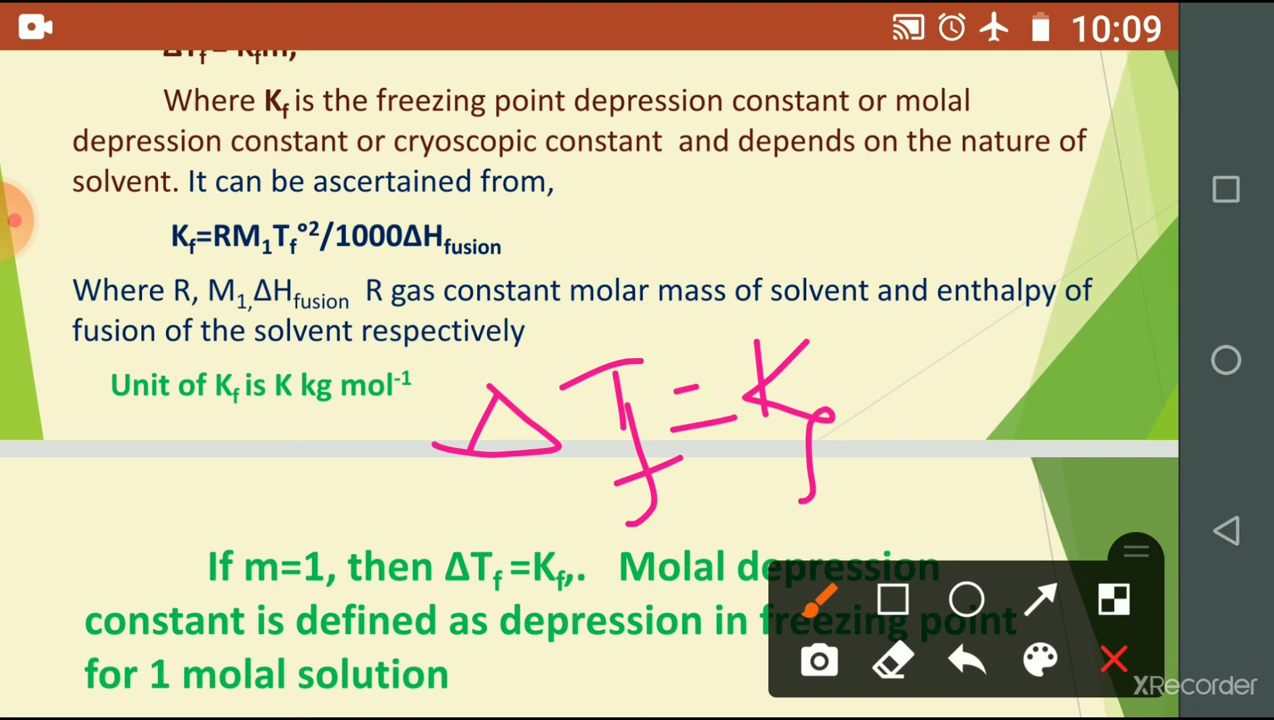 10:09
ΔTf = Kfm,
Where Kf is the freezing point depression constant or molal
depression constant or cryoscopic constant and depends on the nature of
solvent. It can be ascertained from,
Kf=RM₁Tf°²/1000ΔHfusion
Where R, M₁,ΔHfusion R gas constant molar mass of solvent and enthalpy of
fusion of the solvent respectively
Unit of Kf is K kg mol⁻¹
ΔTf=Kf
If m=1, then ΔTf =Kf,. Molal depression
constant is defined as depression in freezing point
for 1 molal solution
XRecorder